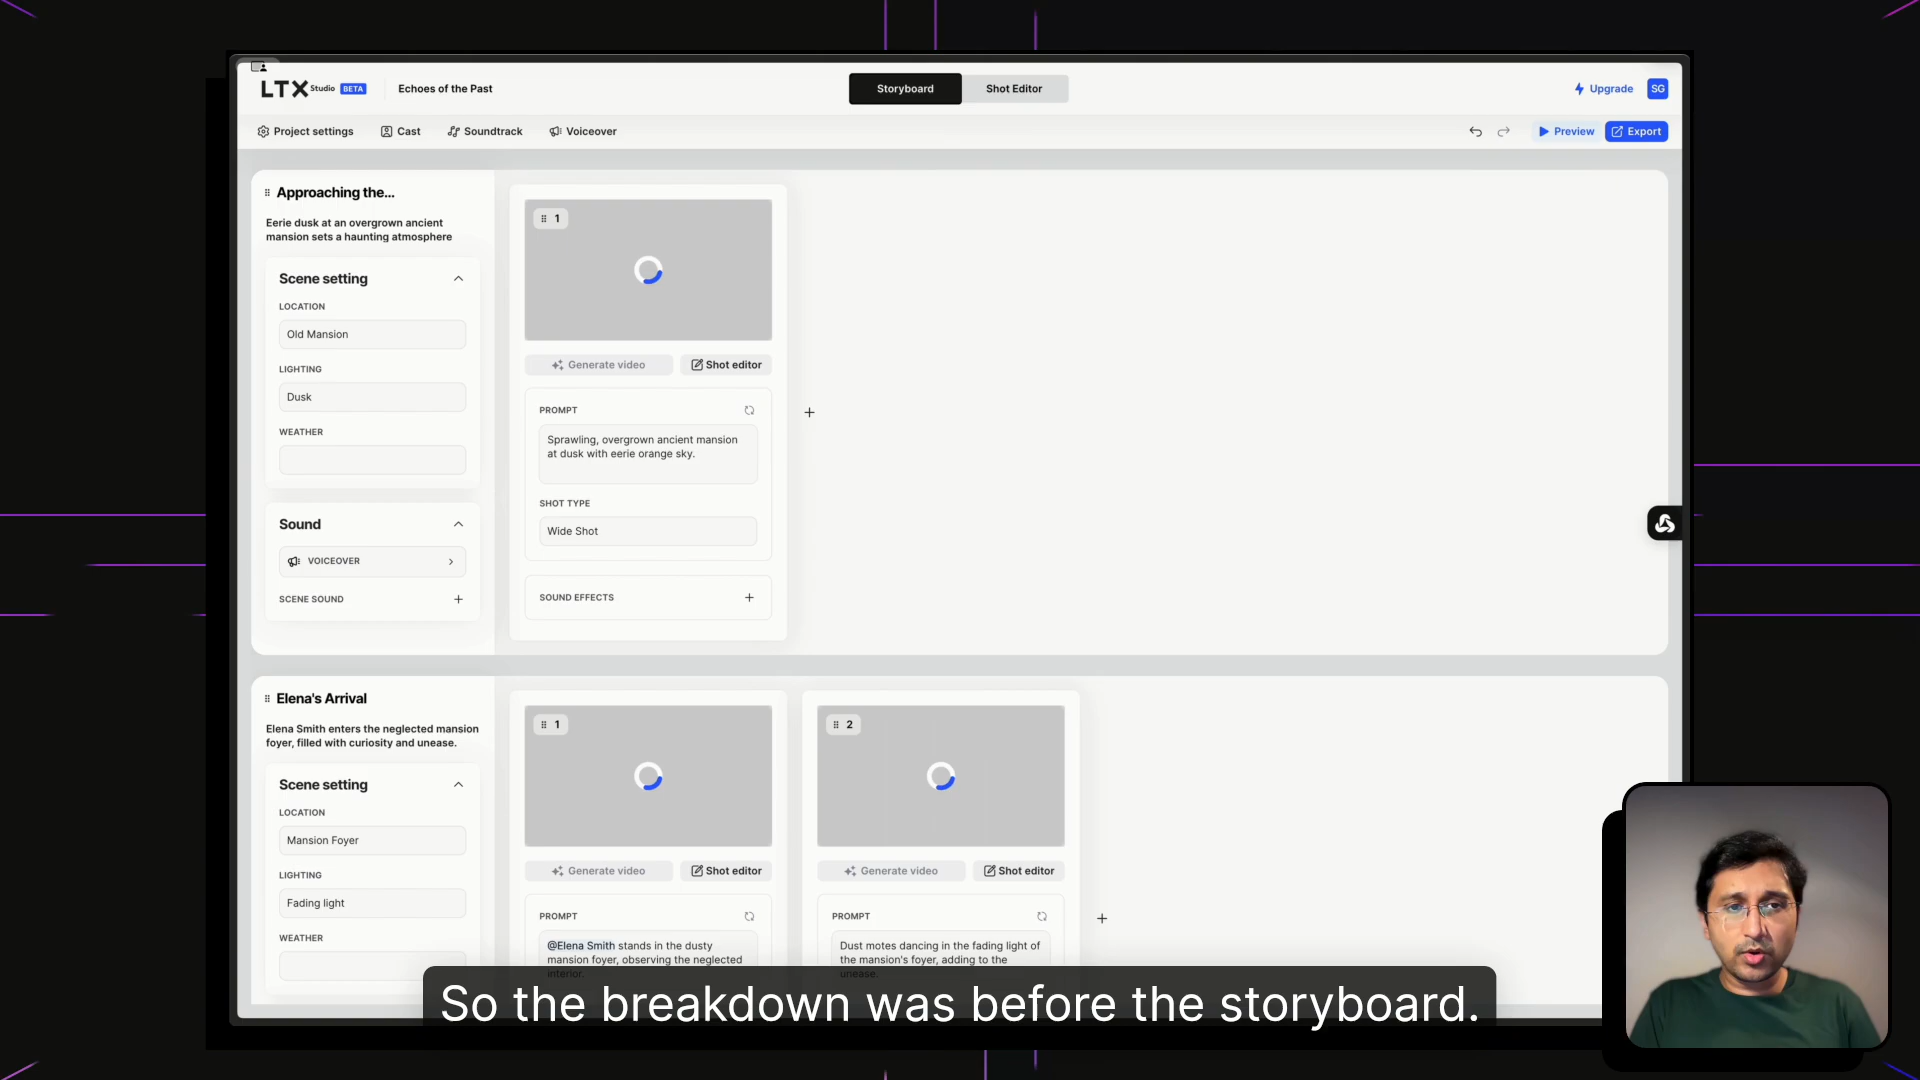 LTX Studio BETA
Echoes of the Past
Storyboard
Shot Editor
Upgrade
SG
Project settings
Cast
Soundtrack
Voiceover
Preview
Export
Approaching the...
Eerie dusk at an overgrown ancient
mansion sets a haunting atmosphere
Scene setting
LOCATION
Old Mansion
LIGHTING
Dusk
WEATHER
Sound
VOICEOVER
SCENE SOUND
1
Generate video
Shot editor
PROMPT
Sprawling, overgrown ancient mansion
at dusk with eerie orange sky.
SHOT TYPE
Wide Shot
SOUND EFFECTS
Elena's Arrival
Elena Smith enters the neglected mansion
foyer, filled with curiosity and unease.
Scene setting
LOCATION
Mansion Foyer
LIGHTING
Fading light
WEATHER
1
Generate video
Shot editor
PROMPT
@Elena Smith stands in the dusty
mansion foyer, observing the neglected
interior.
2
Generate video
Shot editor
PROMPT
Dust motes dancing in the fading light of
the mansion's foyer, adding to the
unease.
So the breakdown was before the storyboard.